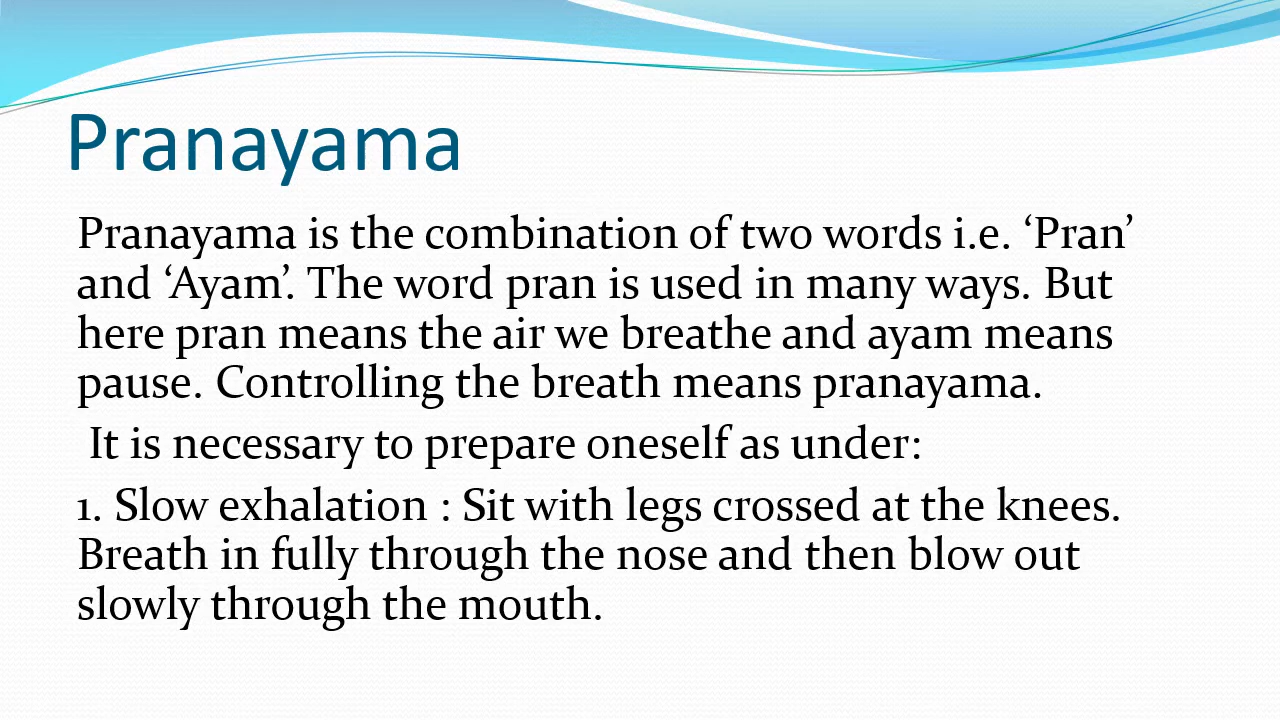 Pranayama
Pranayama is the combination of two words i.e. ‘Pran’
and ‘Ayam’. The word pran is used in many ways. But
here pran means the air we breathe and ayam means
pause. Controlling the breath means pranayama.
It is necessary to prepare oneself as under:
1. Slow exhalation : Sit with legs crossed at the knees.
Breath in fully through the nose and then blow out
slowly through the mouth.